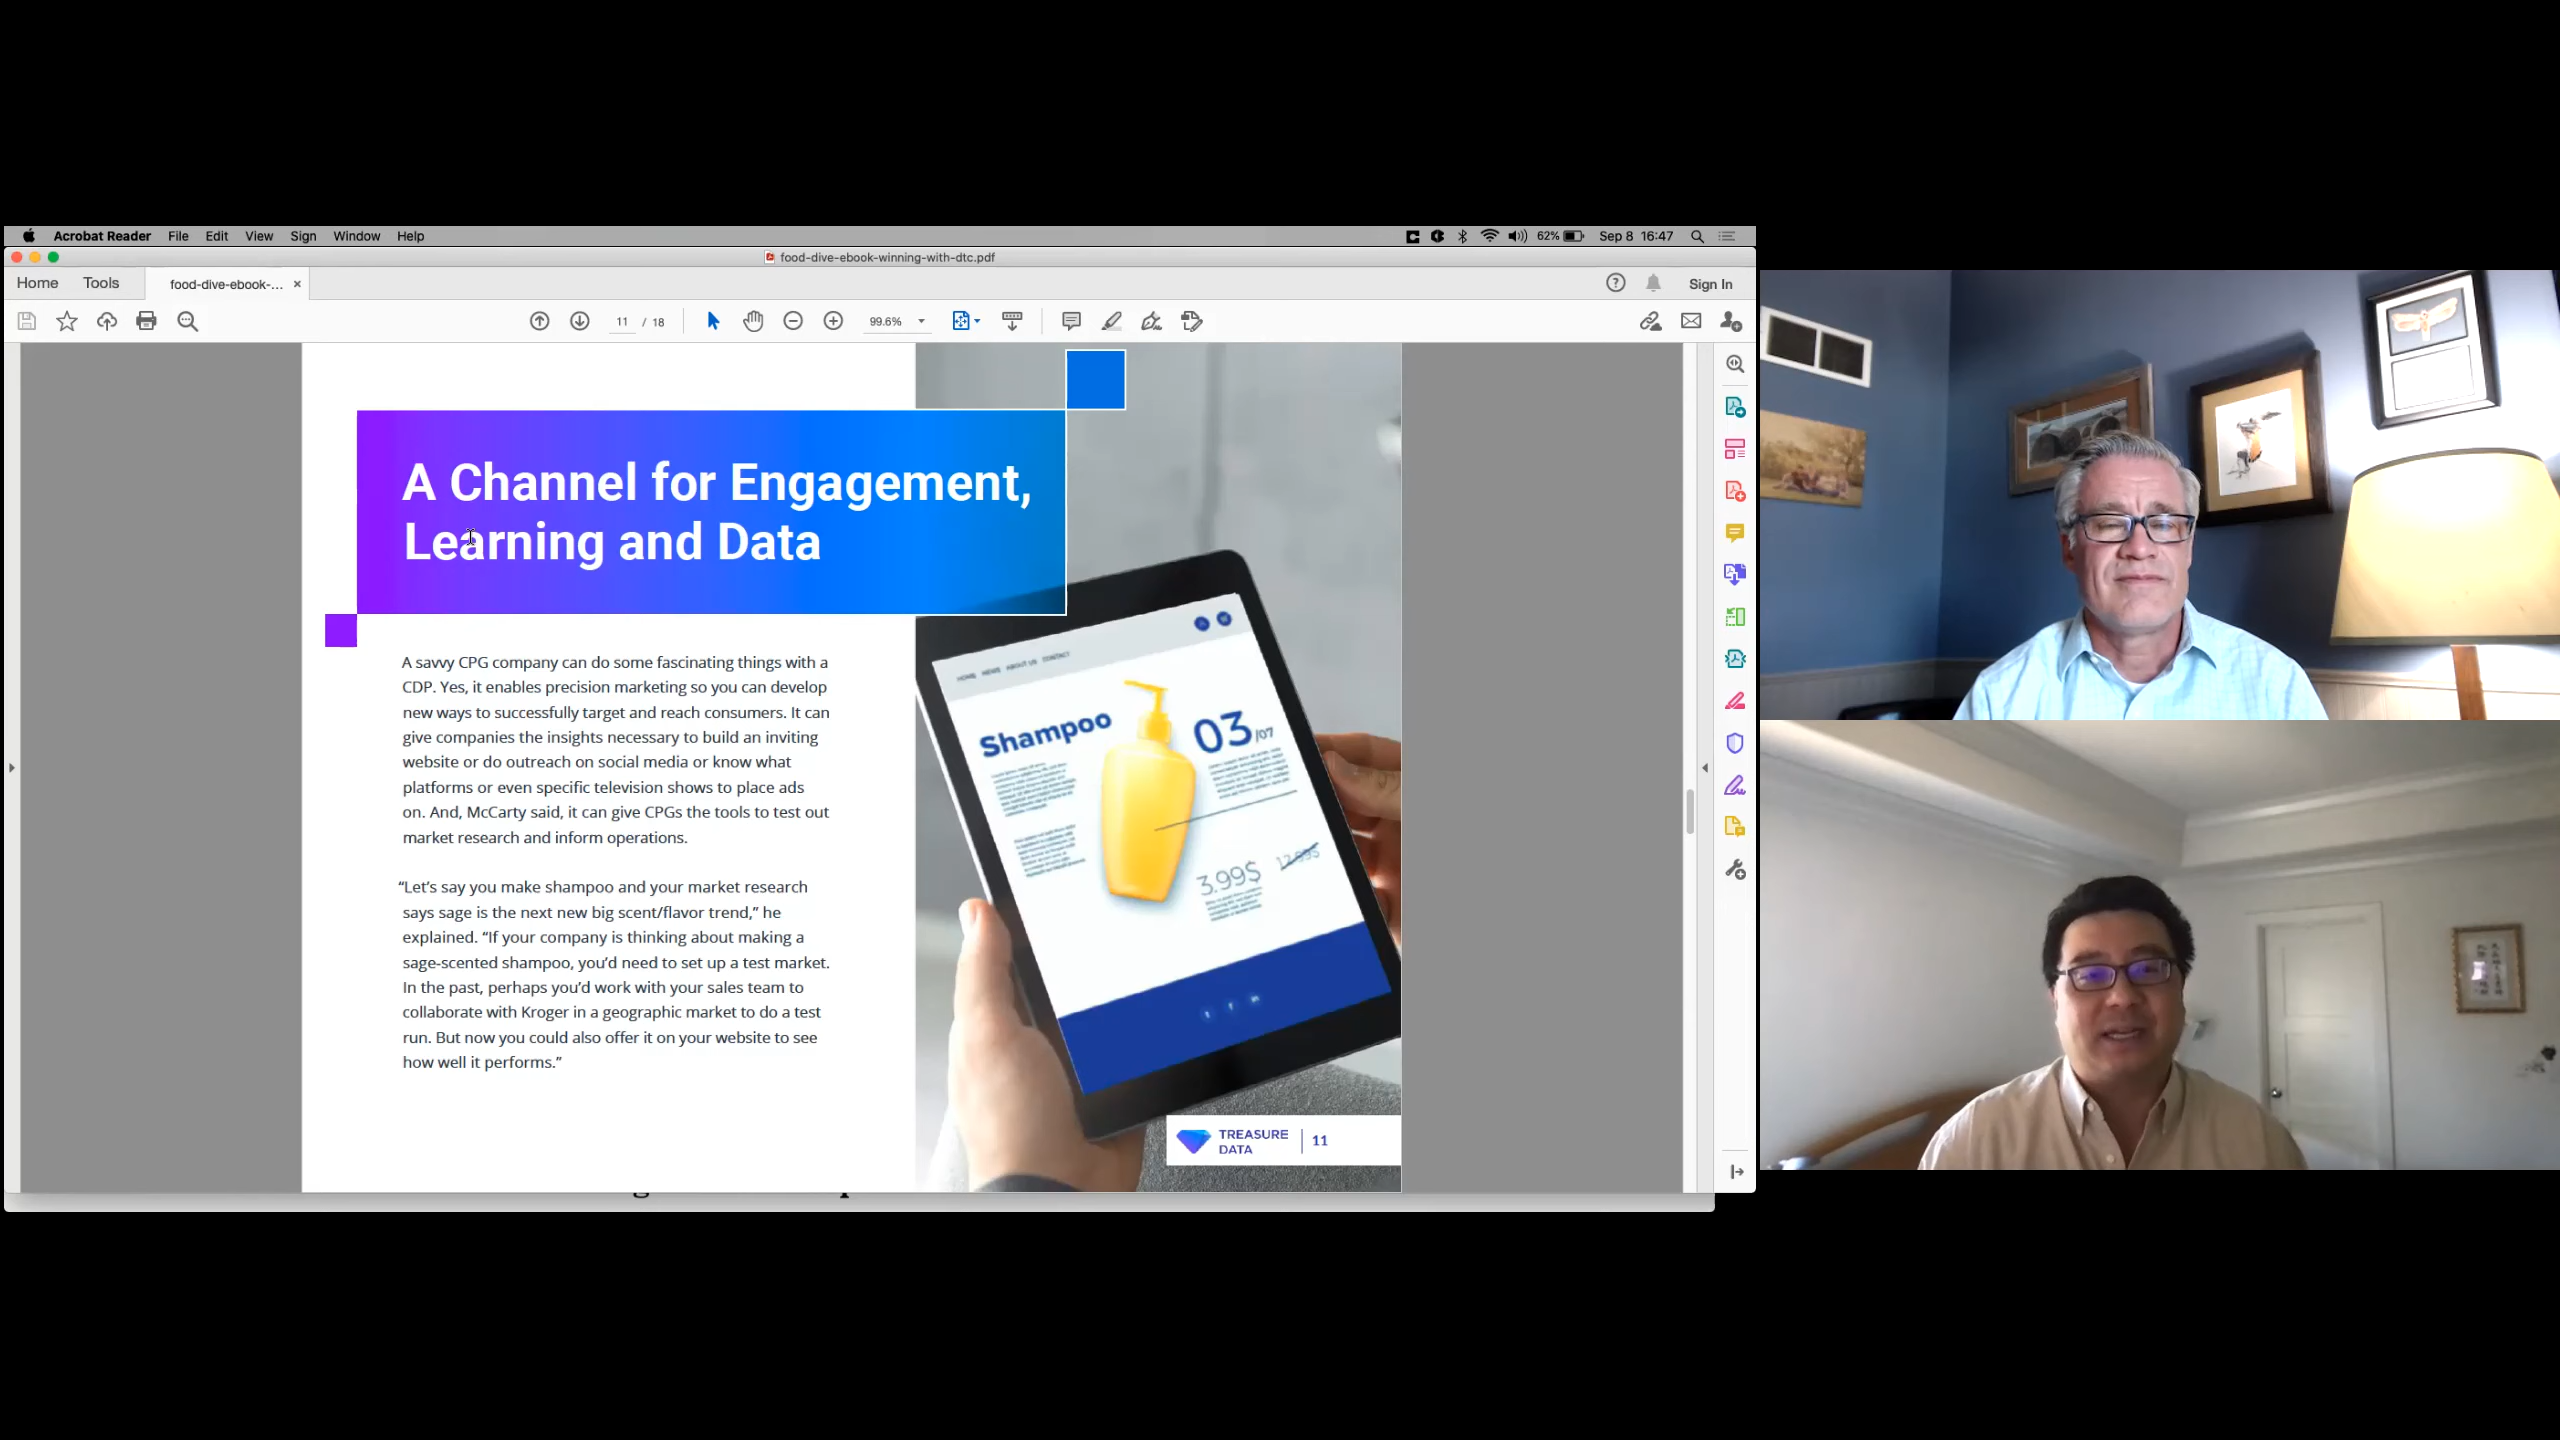 Acrobat Reader File Edit View Sign Window Help
62% Sep 8 16:47
food-dive-ebook-winning-with-dtc.pdf
Home Tools food-dive-ebook-... ×
Sign In
11 / 18 99.6%
A Channel for Engagement,
Learning and Data
A savvy CPG company can do some fascinating things with a
CDP. Yes, it enables precision marketing so you can develop
new ways to successfully target and reach consumers. It can
give companies the insights necessary to build an inviting
website or do outreach on social media or know what
platforms or even specific television shows to place ads
on. And, McCarty said, it can give CPGs the tools to test out
market research and inform operations.
“Let’s say you make shampoo and your market research
says sage is the next new big scent/flavor trend,” he
explained. “If your company is thinking about making a
sage-scented shampoo, you’d need to set up a test market.
In the past, perhaps you’d work with your sales team to
collaborate with Kroger in a geographic market to do a test
run. But now you could also offer it on your website to see
how well it performs.”
HOME NEWS ABOUT US CONTACT
Shampoo
03/07
3.99$
12.99$
TREASURE
DATA
11